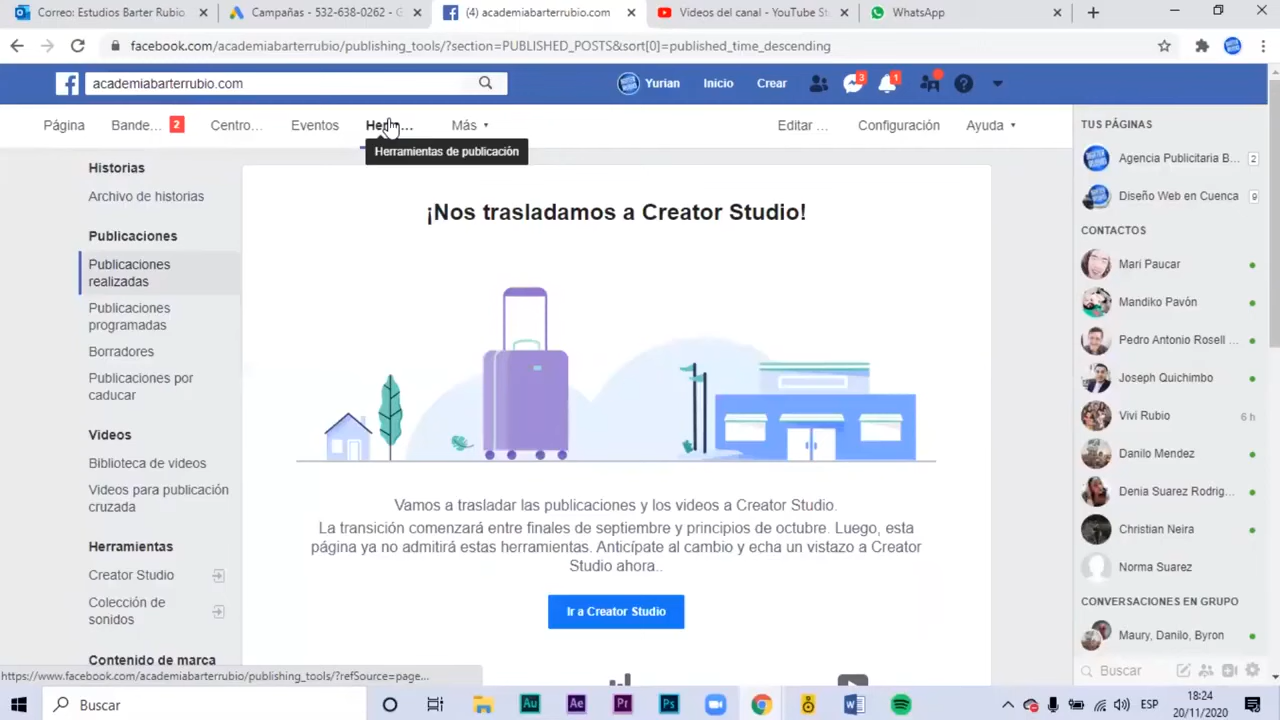 Correo: Estudios Barter Rubio
Campañas - 532-638-0262 - G
(4) academiabarterrubio.com
Videos del canal - YouTube St
WhatsApp
facebook.com/academiabarterrubio/publishing_tools/?section=PUBLISHED_POSTS&sort[0]=published_time_descending
academiabarterrubio.com
Yurian
Inicio
Crear
3
1
Página
Bande... 2
Centro...
Eventos
Her...
Más
Editar ...
Configuración
Ayuda
Herramientas de publicación
Historias
Archivo de historias
Publicaciones
Publicaciones
realizadas
Publicaciones
programadas
Borradores
Publicaciones por
caducar
Videos
Biblioteca de videos
Videos para publicación
cruzada
Herramientas
Creator Studio
Colección de
sonidos
Contenido de marca
¡Nos trasladamos a Creator Studio!
Vamos a trasladar las publicaciones y los videos a Creator Studio.
La transición comenzará entre finales de septiembre y principios de octubre. Luego, esta
página ya no admitirá estas herramientas. Anticípate al cambio y echa un vistazo a Creator
Studio ahora..
Ir a Creator Studio
TUS PÁGINAS
Agencia Publicitaria B... 2
Diseño Web en Cuenca 9
CONTACTOS
Mari Paucar
Mandiko Pavón
Pedro Antonio Rosell ...
Joseph Quichimbo
Vivi Rubio 6 h
Danilo Mendez
Denia Suarez Rodrig...
Christian Neira
Norma Suarez
CONVERSACIONES EN GRUPO
Maury, Danilo, Byron
Buscar
https://www.facebook.com/academiabarterrubio/publishing_tools/?refSource=page...
Buscar
Au
Ae
Pr
Ps
W
ESP
18:24
20/11/2020